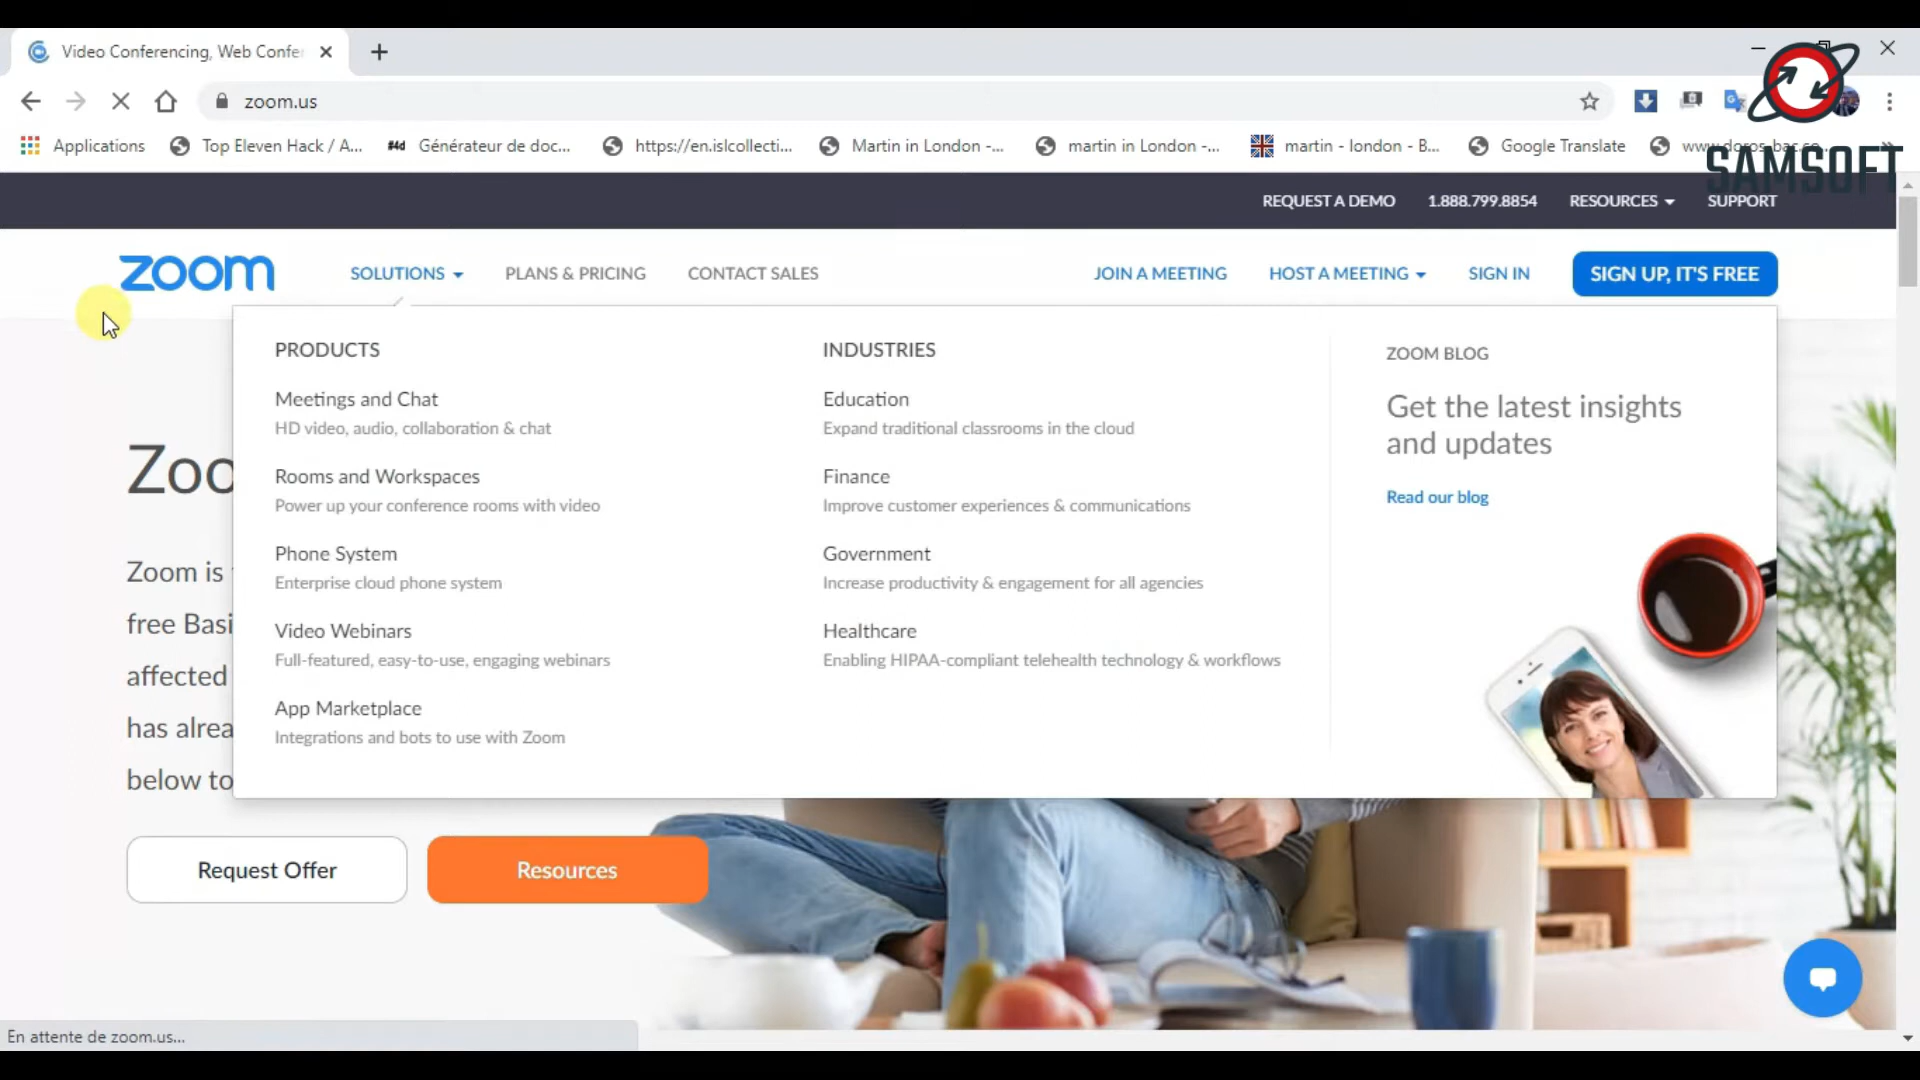 Video Conferencing, Web Confe
zoom.us
Applications
Top Eleven Hack / A...
#4d
Générateur de doc...
https://en.islcollecti...
Martin in London -...
martin in London -...
martin - london - B...
Google Translate
www.doros-bac.co...
SAMSOFT
REQUEST A DEMO
1.888.799.8854
RESOURCES
SUPPORT
zoom
SOLUTIONS
PLANS & PRICING
CONTACT SALES
JOIN A MEETING
HOST A MEETING
SIGN IN
SIGN UP, IT'S FREE
PRODUCTS
Meetings and Chat
HD video, audio, collaboration & chat
Rooms and Workspaces
Power up your conference rooms with video
Phone System
Enterprise cloud phone system
Video Webinars
Full-featured, easy-to-use, engaging webinars
App Marketplace
Integrations and bots to use with Zoom
INDUSTRIES
Education
Expand traditional classrooms in the cloud
Finance
Improve customer experiences & communications
Government
Increase productivity & engagement for all agencies
Healthcare
Enabling HIPAA-compliant telehealth technology & workflows
ZOOM BLOG
Get the latest insights
and updates
Read our blog
Zoo
Zoom is
free Basi
affected
has alrea
below to
Request Offer
Resources
En attente de zoom.us...